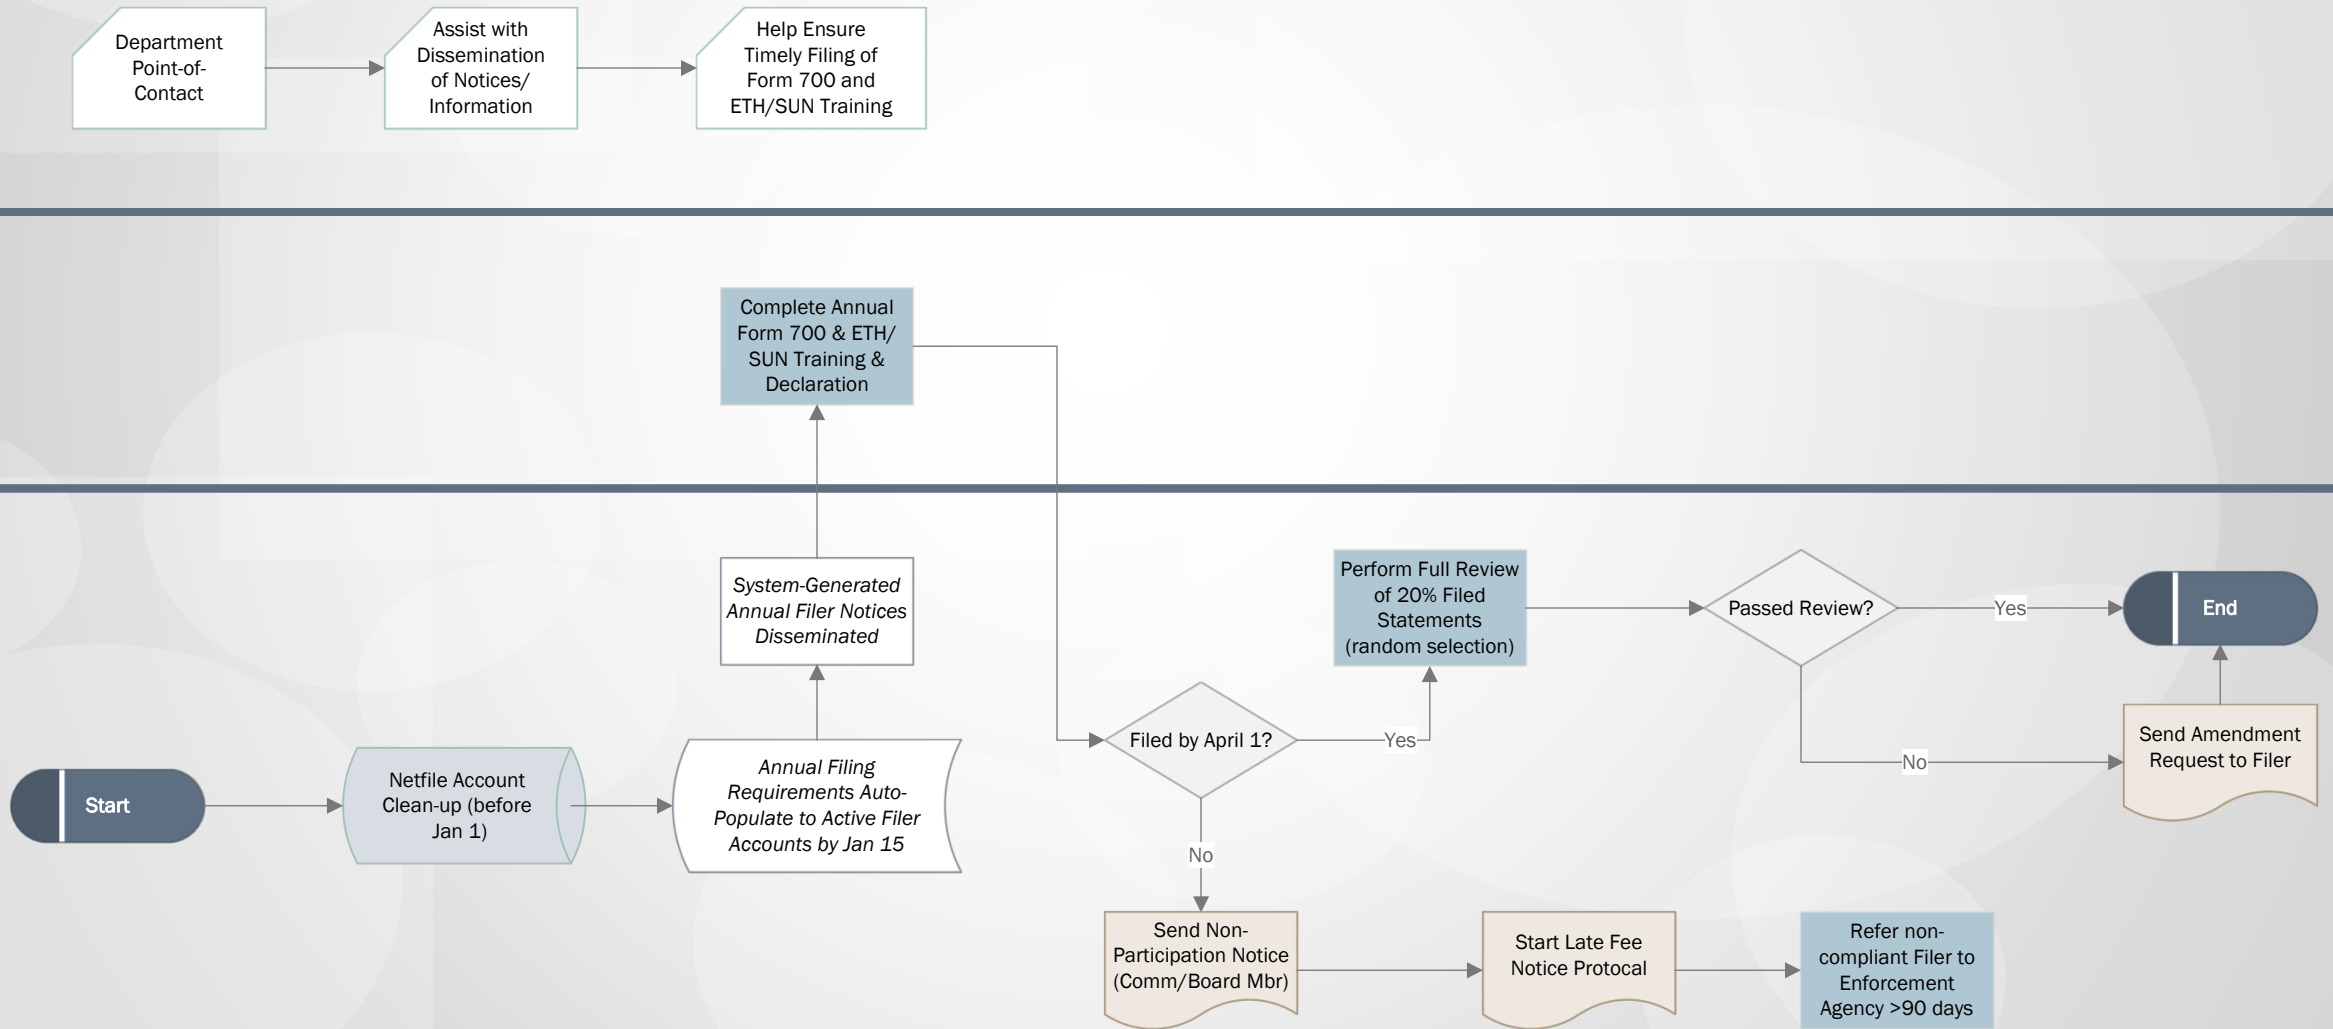 Department
Point-of-
Contact
Assist with
Dissemination
of Notices/
Information
Help Ensure
Timely Filing of
Form 700 and
ETH/SUN Training
Complete Annual
Form 700 & ETH/
SUN Training &
Declaration
System-Generated
Annual Filer Notices
Disseminated
Start
Netfile Account
Clean-up (before
Jan 1)
Annual Filing
Requirements Auto-
Populate to Active Filer
Accounts by Jan 15
Filed by April 1?
Yes
No
Perform Full Review
of 20% Filed
Statements
(random selection)
Passed Review?
Yes
No
End
Send Amendment
Request to Filer
Send Non-
Participation Notice
(Comm/Board Mbr)
Start Late Fee
Notice Protocal
Refer non-
compliant Filer to
Enforcement
Agency >90 days